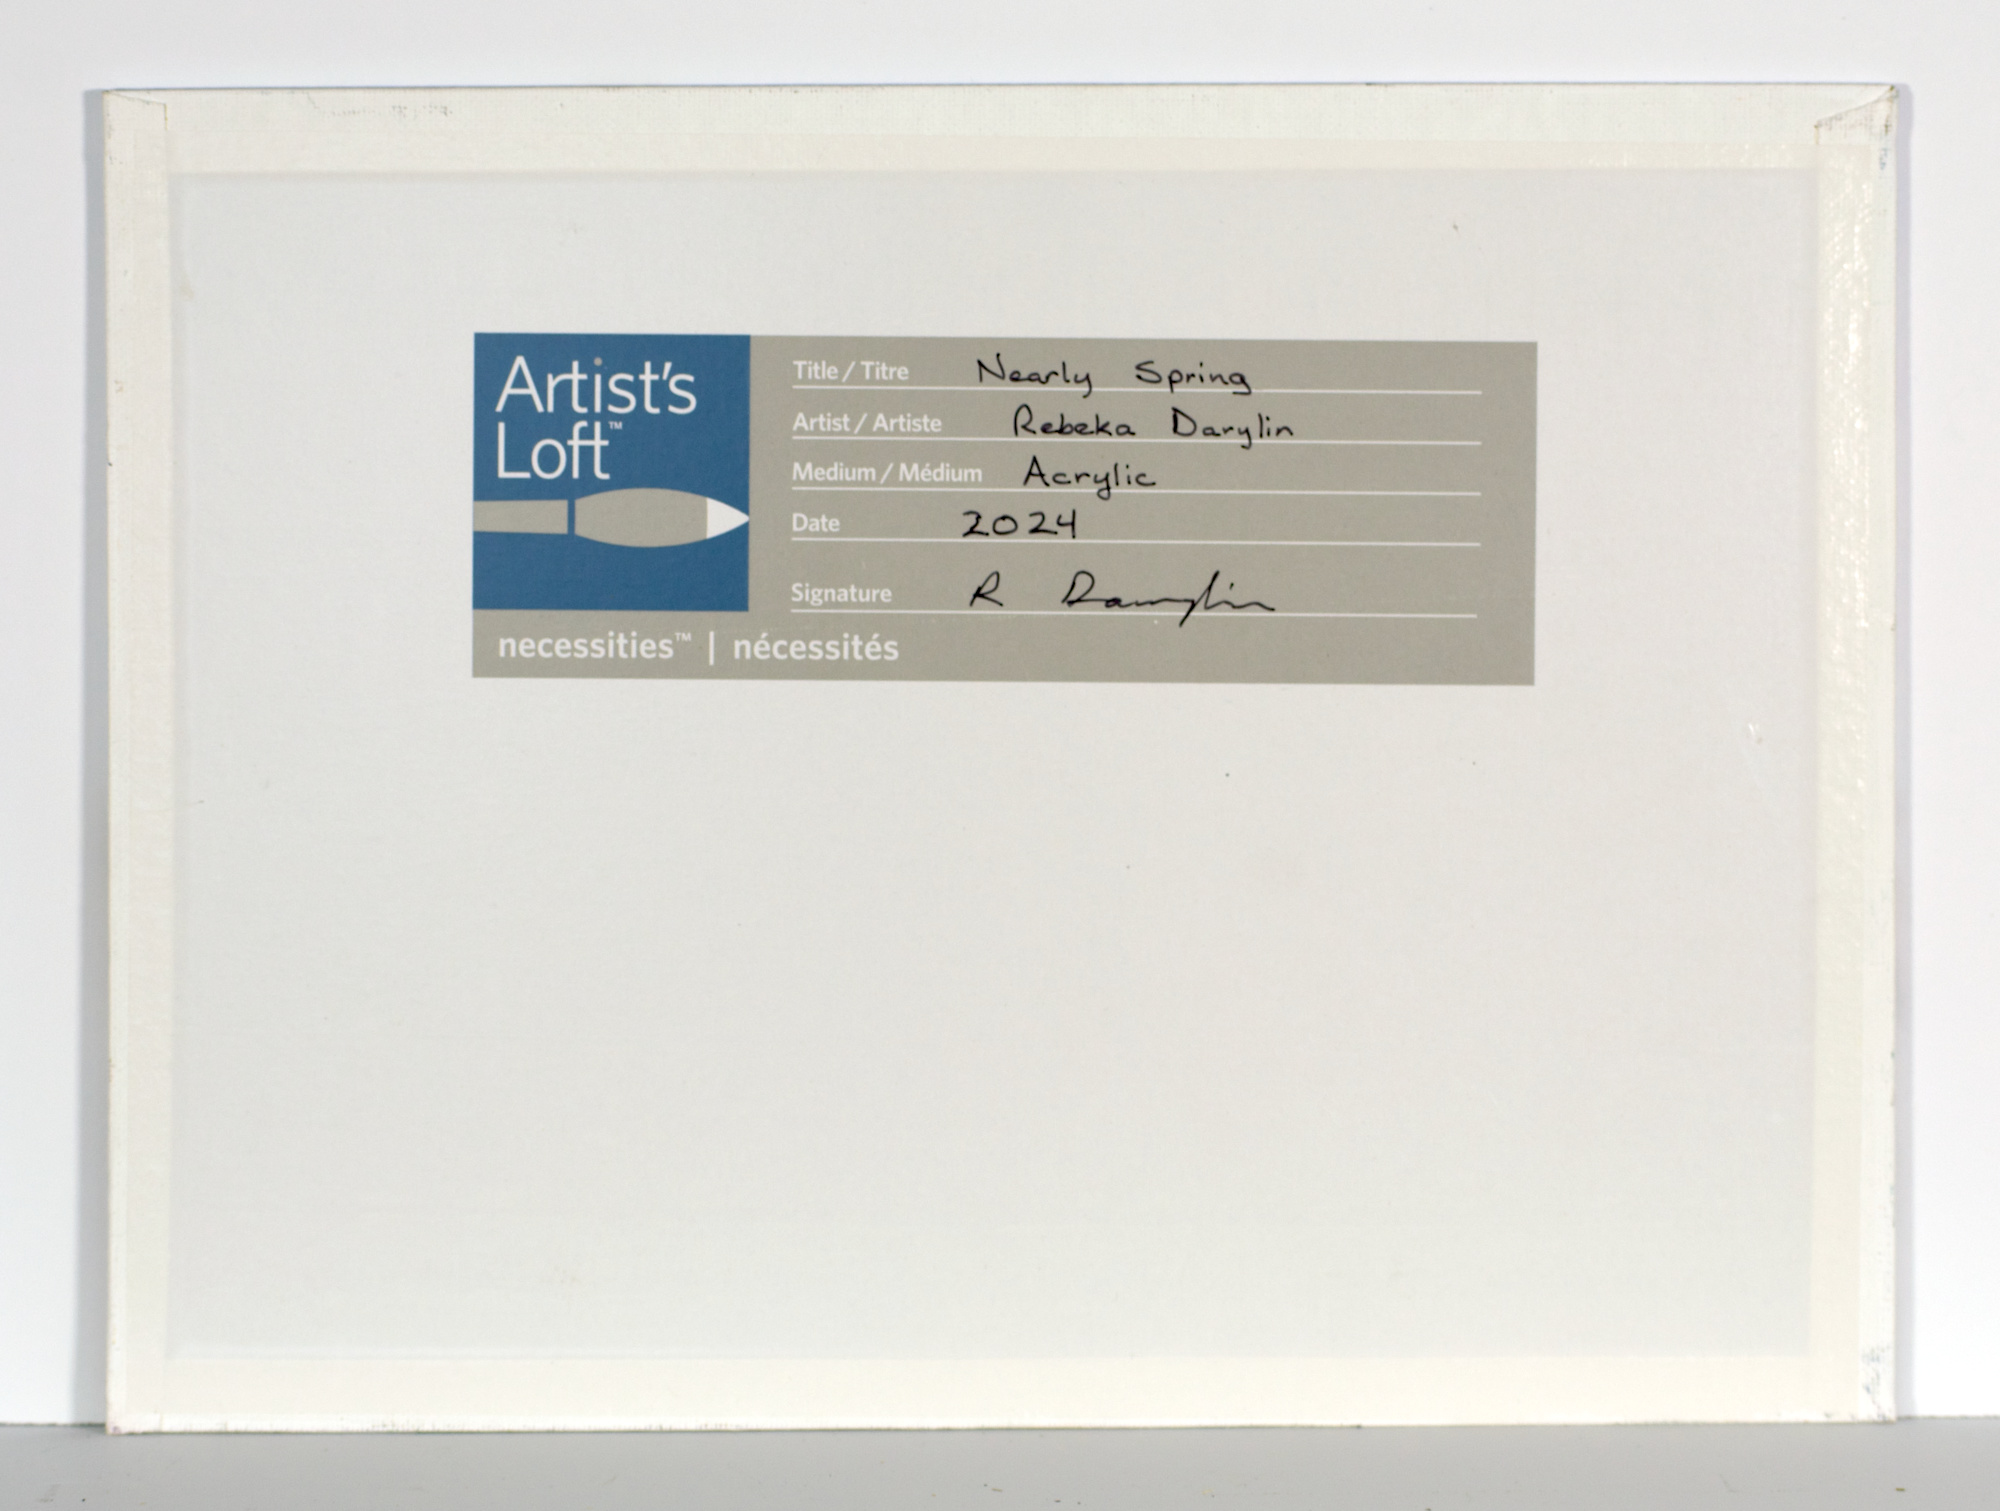 Artist's
Loft™
Title / Titre Nearly Spring
Artist / Artiste Rebeka Darylin
Medium / Médium Acrylic
Date 2024
Signature R Darylin
necessities™ | nécessités